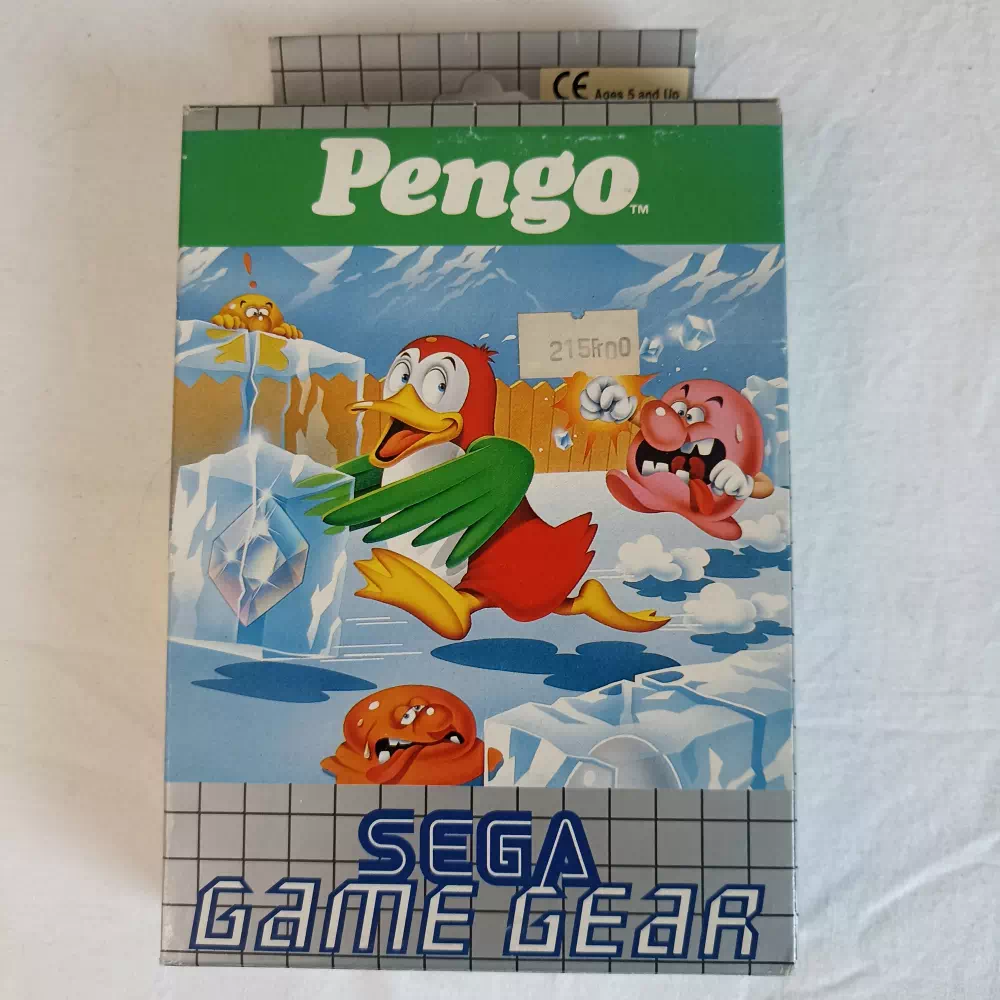 CE Ages 5 and Up
Pengo™
!
215Fr00
SEGA
GAME GEAR